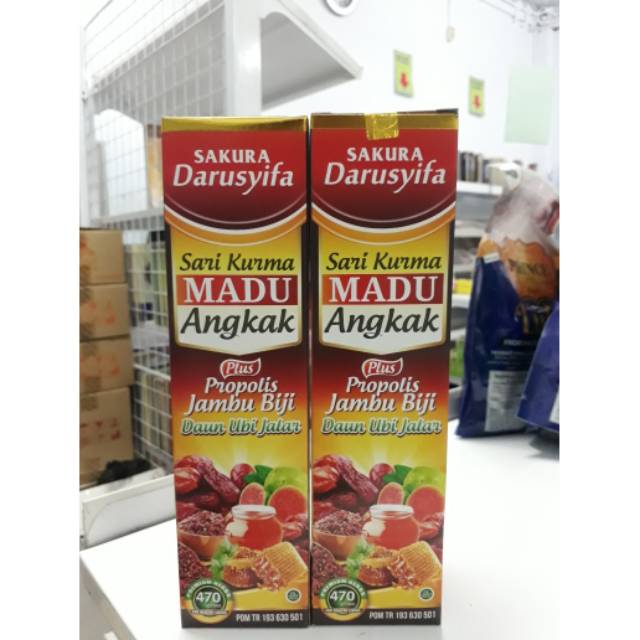 SAKURA
Darusyifa
Sari Kurma
MADU
Angkak
Plus
Propolis
Jambu Biji
Daun Ubi Jalar
470
POM TR 193 630 501
SAKURA
Darusyifa
Sari Kurma
MADU
Angkak
Plus
Propolis
Jambu Biji
Daun Ubi Jalar
470
POM TR 193 630 501